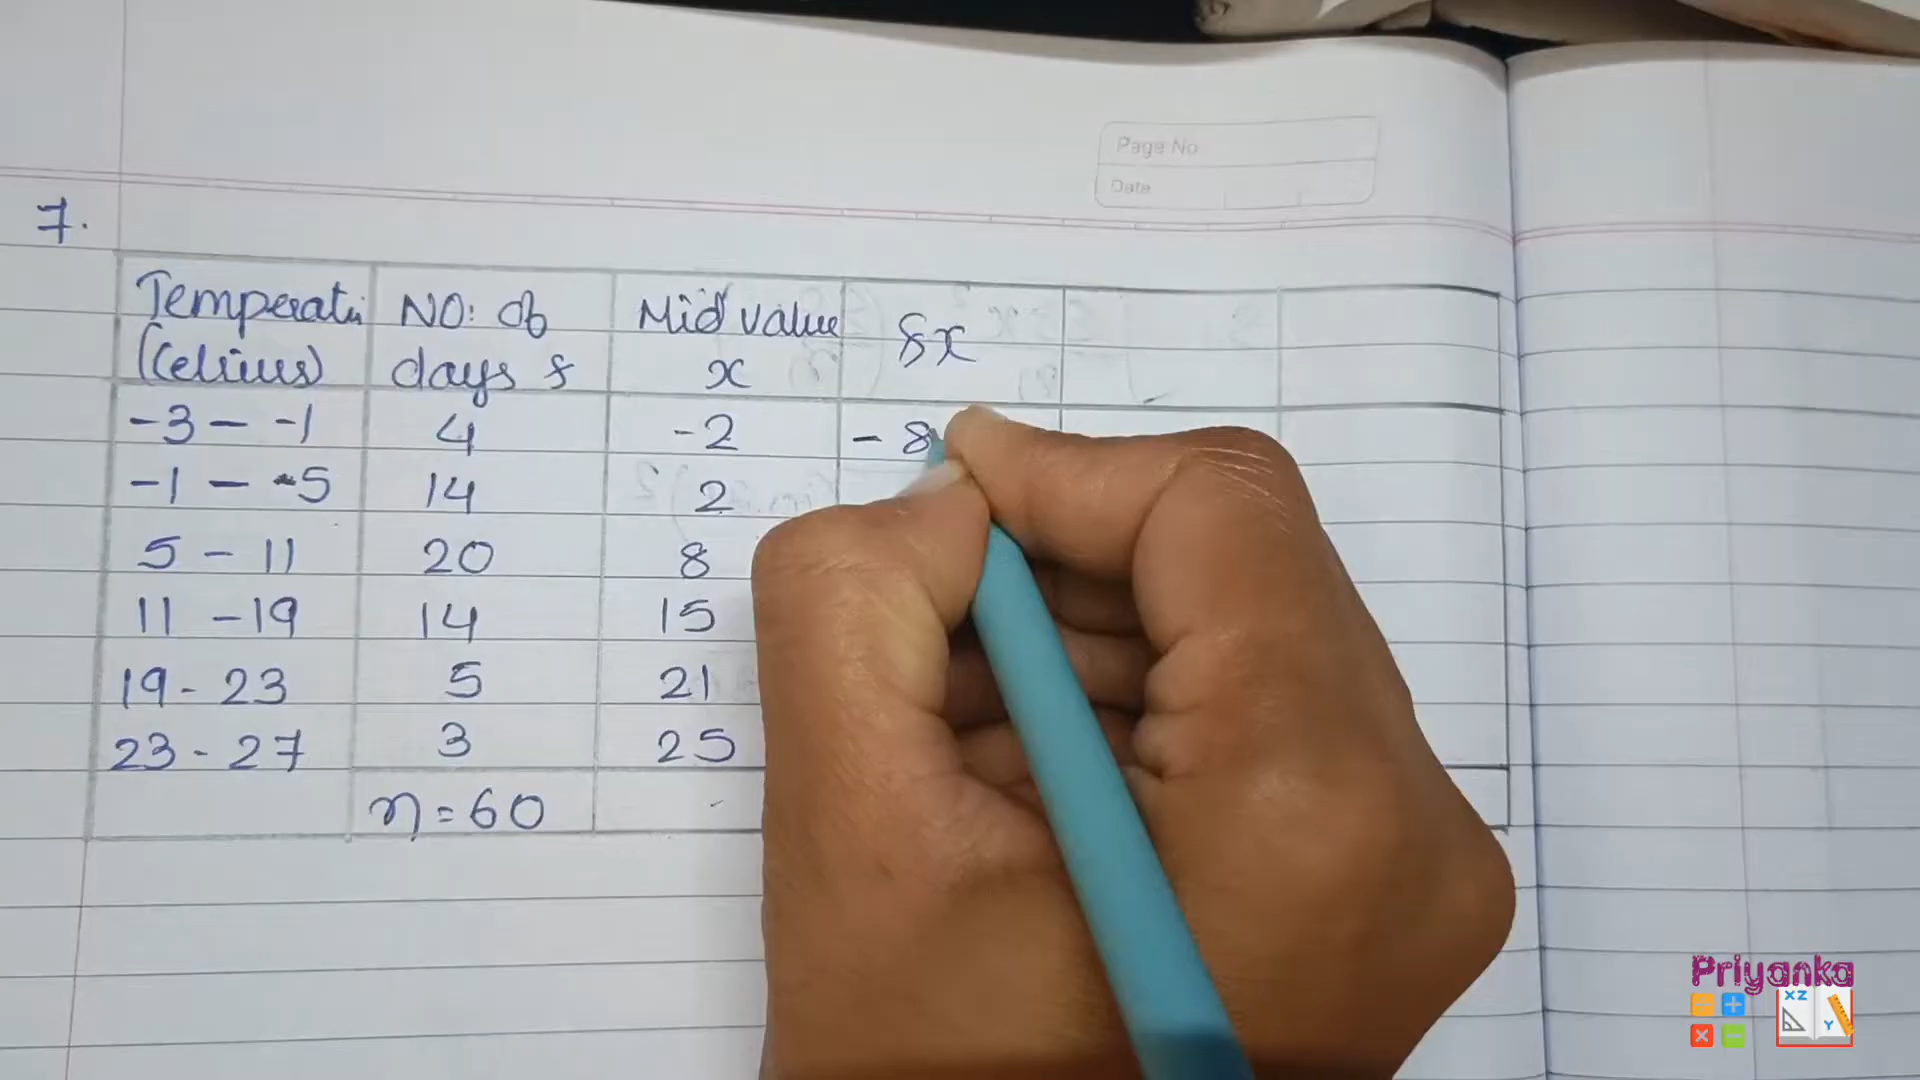 Page No
Date
7.
Temperatu NO: of Mid value fx
(Celsius) days f x
-3 - -1 4 -2 - 8
-1 - 5 14 2
5 - 11 20 8
11 - 19 14 15
19 - 23 5 21
23 - 27 3 25
n = 60 -
Priyanka
XZ
Y